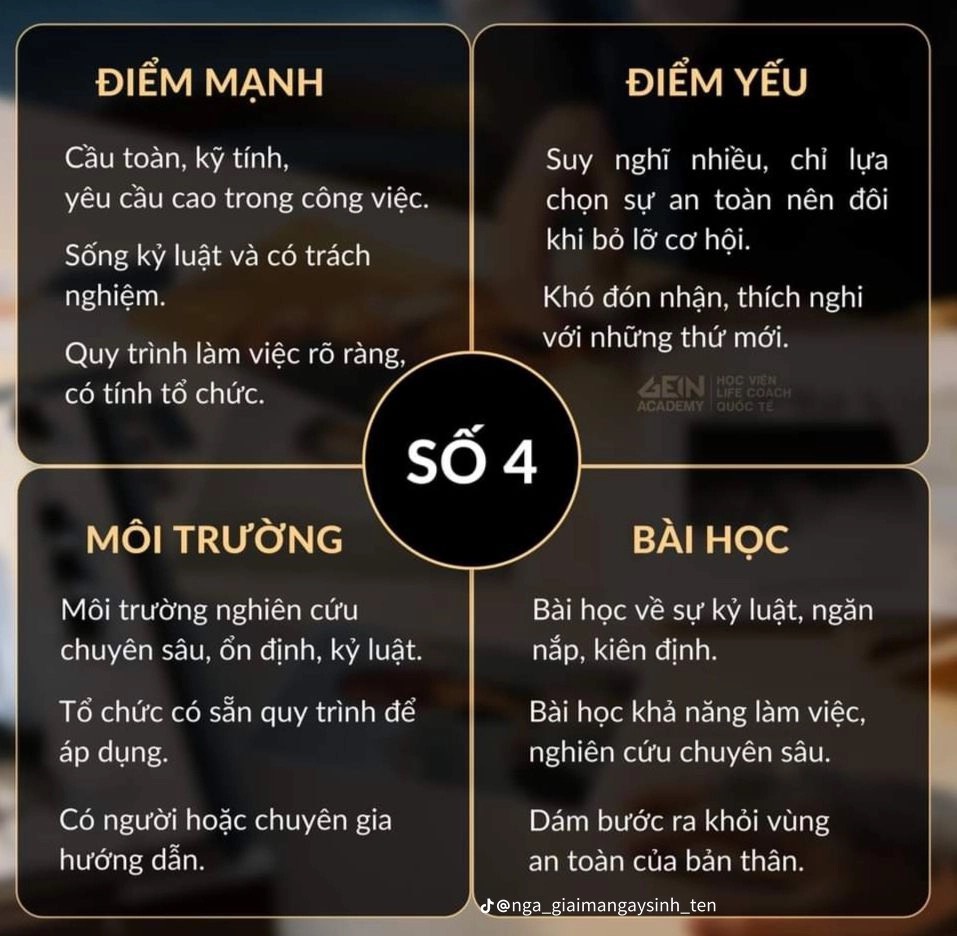 ĐIỂM MẠNH
Cầu toàn, kỹ tính,
yêu cầu cao trong công việc.
Sống kỷ luật và có trách
nghiệm.
Quy trình làm việc rõ ràng,
có tính tổ chức.
ĐIỂM YẾU
Suy nghĩ nhiều, chỉ lựa
chọn sự an toàn nên đôi
khi bỏ lỡ cơ hội.
Khó đón nhận, thích nghi
với những thứ mới.
GEIN
ACADEMY
HỌC VIỆN
LIFE COACH
QUỐC TẾ
SỐ 4
MÔI TRƯỜNG
Môi trường nghiên cứu
chuyên sâu, ổn định, kỷ luật.
Tổ chức có sẵn quy trình để
áp dụng.
Có người hoặc chuyên gia
hướng dẫn.
BÀI HỌC
Bài học về sự kỷ luật, ngăn
nắp, kiên định.
Bài học khả năng làm việc,
nghiên cứu chuyên sâu.
Dám bước ra khỏi vùng
an toàn của bản thân.
@nga_giaimangaysinh_ten